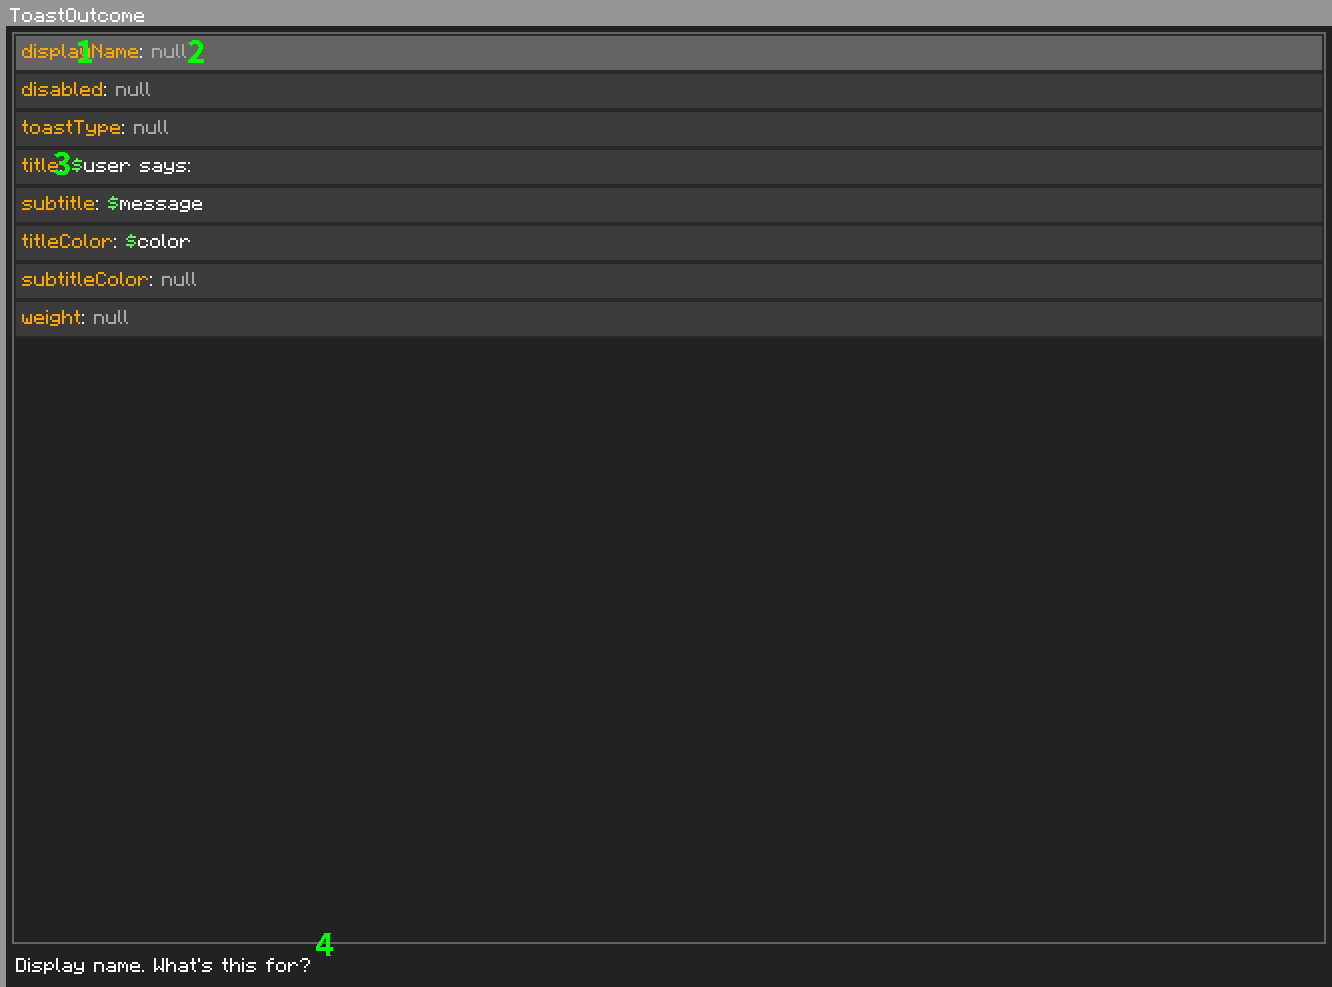 ToastOutcome
displayName: null
1 2
disabled: null
toastType: null
title: $user says:
3
subtitle: $message
titleColor: $color
subtitleColor: null
weight: null
4
Display name. What's this for?